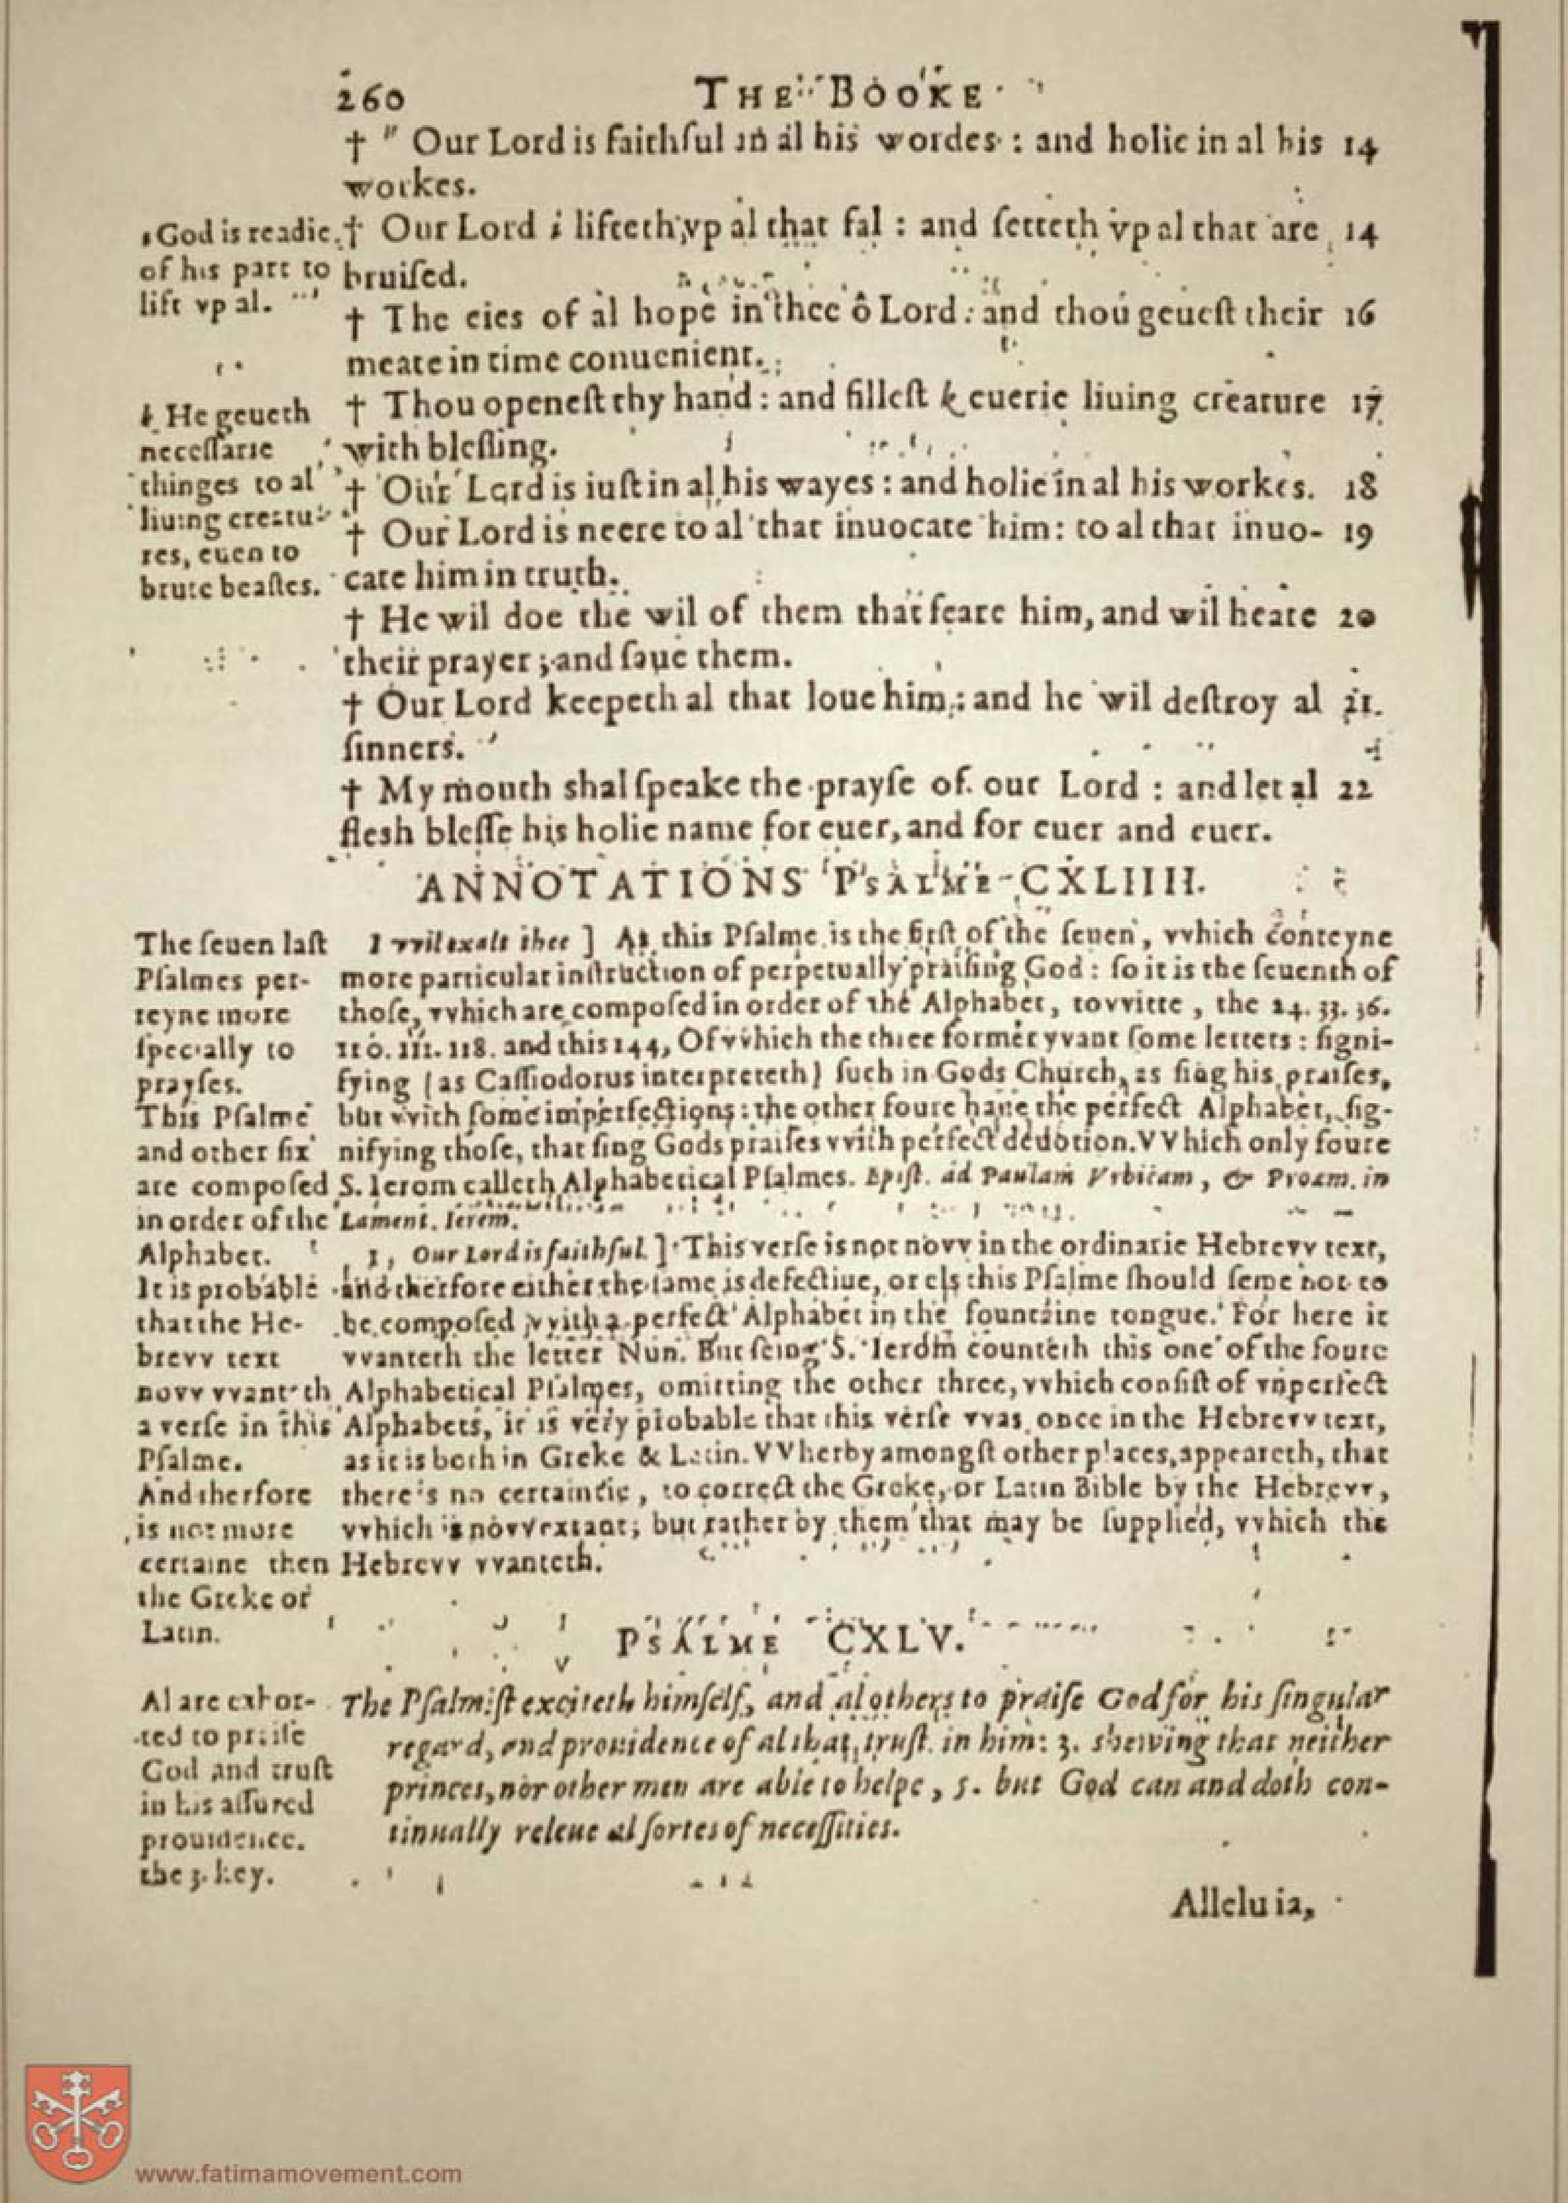 260 THE BOOKE
† " Our Lord is faithful in al his wordes : and holie in al his 14
workes.
† Our Lord i lifteth vp al that fal : and ſetteth vp al that are 14
bruiſed.
† The eies of al hope in thee ô Lord : and thou geueſt their 16
meate in time conuenient.
† Thou openeſt thy hand : and filleſt k euerie liuing creature 17
with bleſſing.
† Our Lord is iuſt in al his wayes : and holie in al his workes. 18
† Our Lord is neere to al that inuocate him : to al that inuo- 19
cate him in truth.
† He wil doe the wil of them that feare him, and wil heare 20
their prayer ; and ſaue them.
† Our Lord keepeth al that loue him : and he wil deſtroy al 21.
ſinners.
† My mouth shal ſpeake the prayſe of our Lord : and let al 22
flesh bleſſe his holie name for euer, and for euer and euer.
i God is readie
of his part to
lift vp al.
k He geueth
neceſſarie
thinges to al
liuing creatu-
res, euen to
brute beaſtes.
ANNOTATIONS PSALME CXLIIII.
I vvil exalt thee ] As this Pſalme is the firſt of the ſeuen, vvhich conteyne
more particular inſtruction of perpetually praiſing God : ſo it is the ſeuenth of
thoſe, vvhich are compoſed in order of the Alphabet, tovvitte, the 24. 33. 36.
110. 111. 118. and this 144, Of vvhich the three former vvant ſome letters : ſigni-
fying (as Caſſiodorus interpreteth) ſuch in Gods Church, as ſing his praiſes,
but vvith ſome imperfections : the other foure haue the perfect Alphabet, ſig-
nifying thoſe, that ſing Gods praiſes vvith perfect deuotion. VVhich only foure
S. Ierom calleth Alphabetical Pſalmes. Epiſt. ad Paulam Vrbicam, & Proæm. in
Lament. Ierem.
Our Lord is faithful. ] This verſe is not novv in the ordinarie Hebrevv text,
and therfore either the ſame is defectiue, or els this Pſalme ſhould ſeme not to
be compoſed vvith a perfect Alphabet in the fountaine tongue. For here it
vvanteth the letter Nun. But ſeing S. Ierom counteth this one of the foure
Alphabetical Pſalmes, omitting the other three, vvhich conſiſt of vnperfect
Alphabets, it is very probable that this verſe vvas once in the Hebrevv text,
as it is both in Greke & Latin. VVherby amongſt other places, appeareth, that
there is no certaintie, to correct the Greke, or Latin Bible by the Hebrevv,
vvhich is novv extant; but rather by them that may be ſupplied, vvhich the
Hebrevv vvanteth.
The ſeuen laſt
Pſalmes per-
teyne more
ſpecially to
prayſes.
This Pſalme
and other ſix
are compoſed
in order of the
Alphabet.
It is probable
that the He-
brevv text
novv vvanteth
a verſe in this
Pſalme.
And therfore
is not more
certaine then
the Greke or
Latin.
PSALME CXLV.
The Pſalmiſt exciteth himſelf, and al others to praiſe God for his ſingular
regard, and prouidence of al that truſt in him : 3. shewing that neither
princes, nor other men are able to helpe, 5. but God can and doth con-
tinually releue al ſortes of neceſſities.
Al are exhor-
ted to praiſe
God and truſt
in his aſſured
prouidence.
the 3. key.
Alleluia,
www.fatimamovement.com